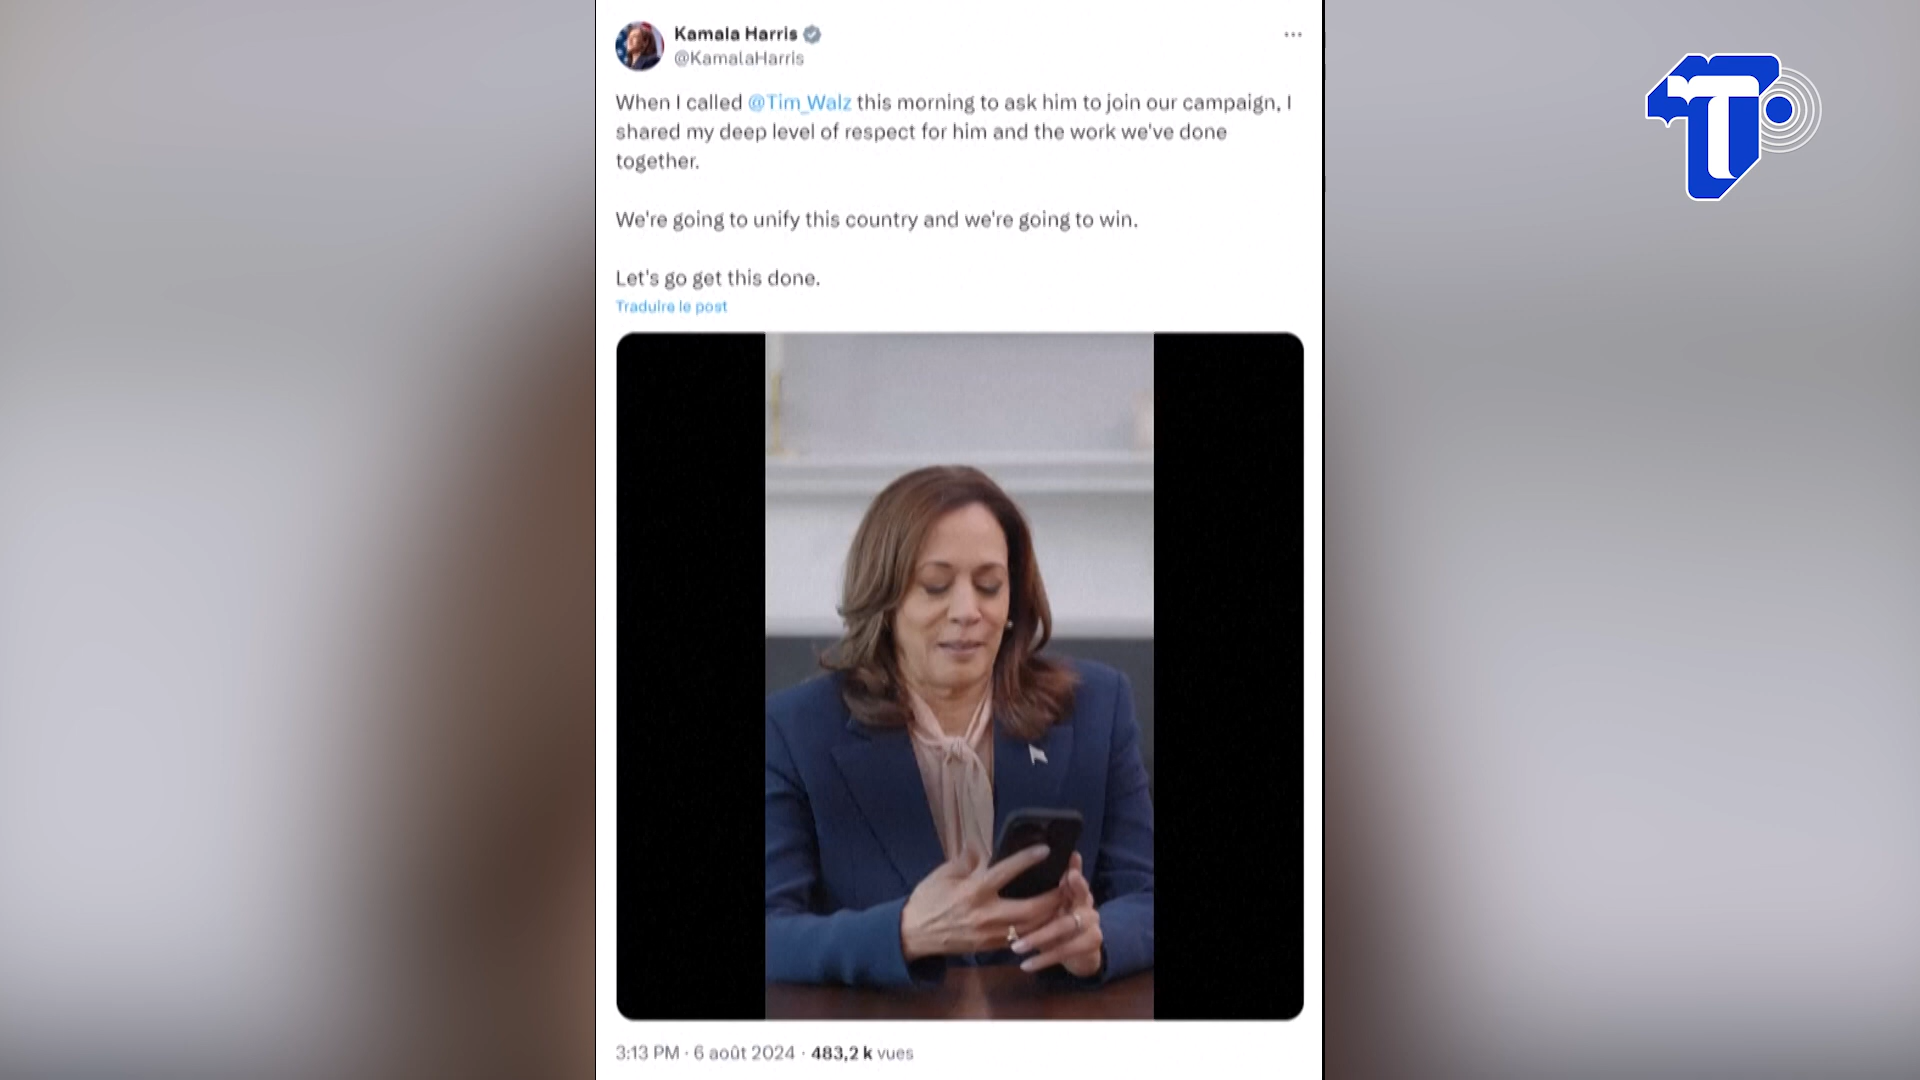 Kamala Harris
@KamalaHarris
When I called @Tim_Walz this morning to ask him to join our campaign, I
shared my deep level of respect for him and the work we've done
together.
We're going to unify this country and we're going to win.
Let's go get this done.
Traduire le post
3:13 PM · 6 août 2024 · 483,2 k vues
T